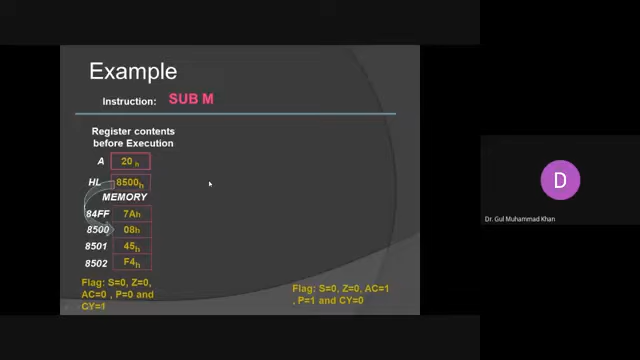 Example
Instruction: SUB M
Register contents
before Execution
A 20 h
HL 8500h
MEMORY
84FF 7Ah
8500 08h
8501 45h
8502 F4h
Flag: S=0, Z=0,
AC=0 , P=0 and
CY=1
Flag: S=0, Z=0, AC=1
, P=1 and CY=0
D
Dr. Gul Muhammad Khan